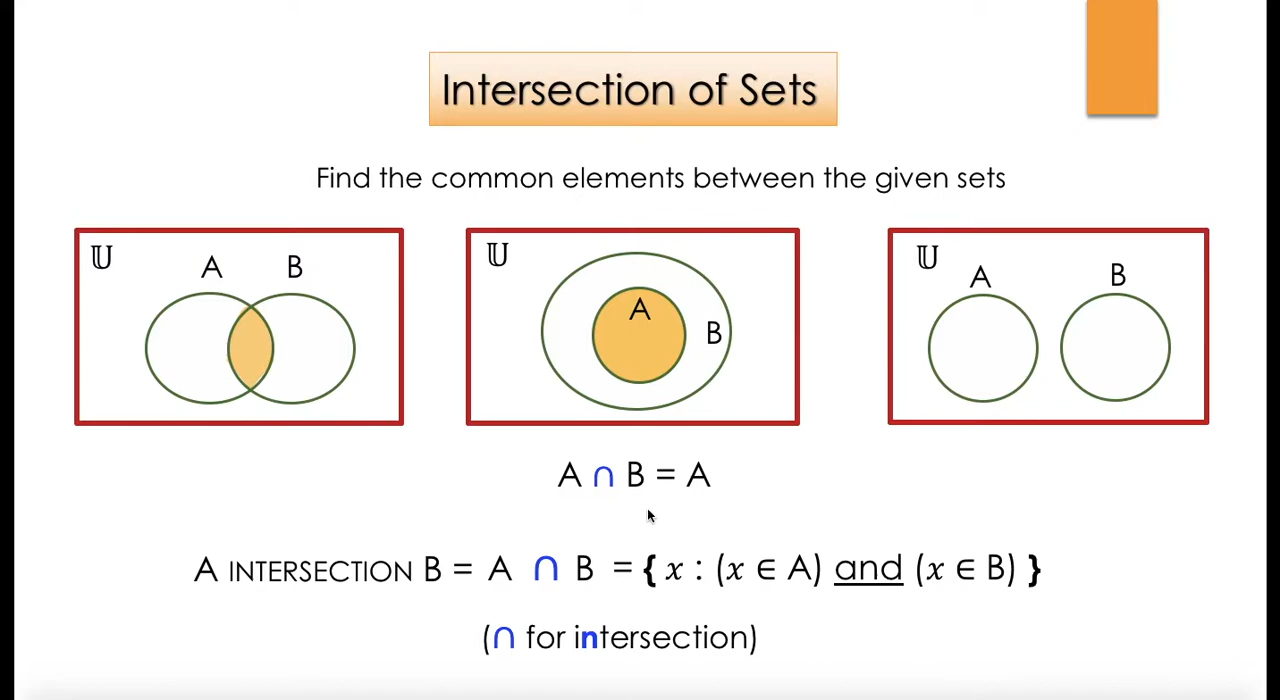 Intersection of Sets
Find the common elements between the given sets
𝕌 A B
𝕌 A B
𝕌 A B
A ∩ B = A
A INTERSECTION B = A ∩ B = { x : (x ∈ A) and (x ∈ B) }
(∩ for intersection)